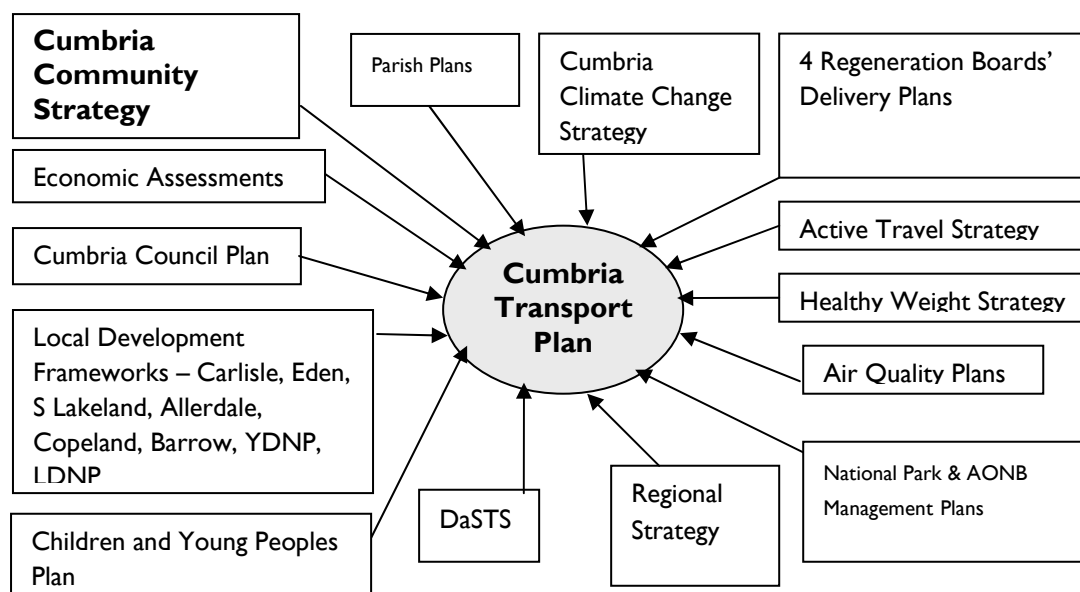 Cumbria
Community
Strategy
Parish Plans
Cumbria
Climate Change
Strategy
4 Regeneration Boards’
Delivery Plans
Economic Assessments
Active Travel Strategy
Cumbria Council Plan
Cumbria
Transport
Plan
Healthy Weight Strategy
Local Development
Frameworks – Carlisle, Eden,
S Lakeland, Allerdale,
Copeland, Barrow, YDNP,
LDNP
Air Quality Plans
National Park & AONB
Management Plans
DaSTS
Regional
Strategy
Children and Young Peoples
Plan